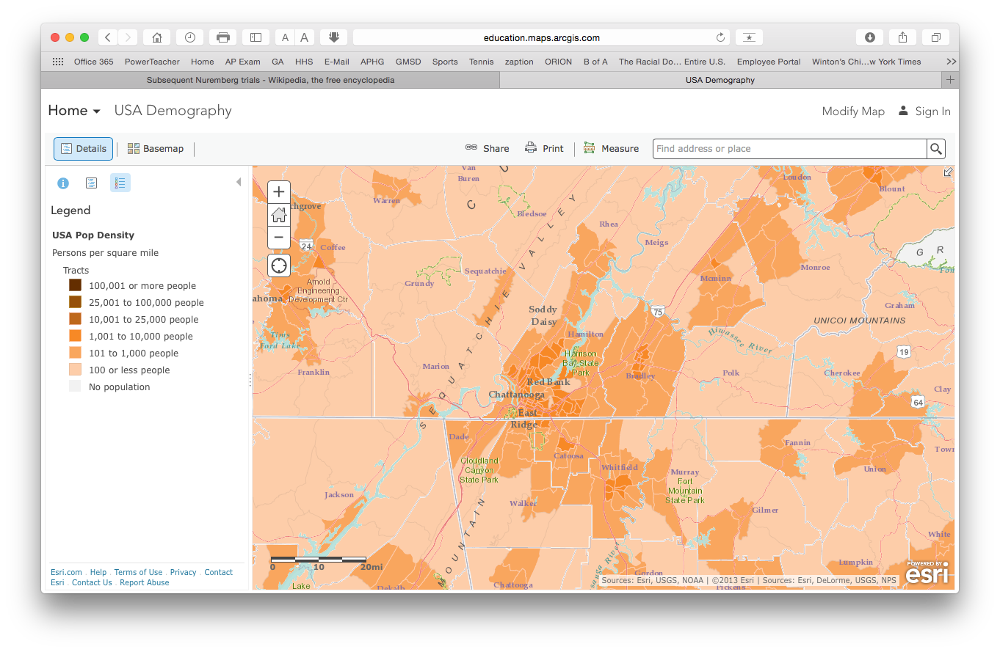 education.maps.arcgis.com
A A
Office 365 PowerTeacher Home AP Exam GA HHS E-Mail APHG GMSD Sports Tennis zaption ORION B of A The Racial Do… Entire U.S. Employee Portal Winton's Chi…w York Times >>
Subsequent Nuremberg trials - Wikipedia, the free encyclopedia
USA Demography
Home USA Demography
Modify Map Sign In
Details Basemap Share Print Measure Find address or place
Legend
USA Pop Density
Persons per square mile
Tracts
100,001 or more people
25,001 to 100,000 people
10,001 to 25,000 people
1,001 to 10,000 people
101 to 1,000 people
100 or less people
No population
Esri.com . Help . Terms of Use . Privacy . Contact
Esri . Contact Us . Report Abuse
Van
Buren
C U
Loudon
Blount
Warren
chgrove
Bledsoe
Rhea
Meigs
24
Coffee
G R
Fon
Sequatchie
Grundy
Monroe
Mcminn
Arnold
Engineering
Development Ctr
ahoma
Graham
Soddy
Daisy
75
UNICOI MOUNTAINS
Tims
Ford Lake
Hamilton
Hiwassee River
19
Harrison
Bay State
Park
Marion
Franklin
Bradley
Polk
Cherokee
Clay
Red Bank
Chattanooga
64
East
Ridge
SEQUATCHIE VALLEY
Dade
Fannin
Town
Catoosa
Whitfield
Union
Cloudland
Canyon
State Park
Murray
Fort
Mountain
State Park
Jackson
Walker
Gilmer
White
MOUNTAIN
Lumpkin
0 10 20mi
Gordon
Lake
Dekalb
Chattooga
Pickens
auga River
Sources: Esri, USGS, NOAA | ©2013 Esri | Sources: Esri, DeLorme, USGS, NPS
POWERED BY
esri